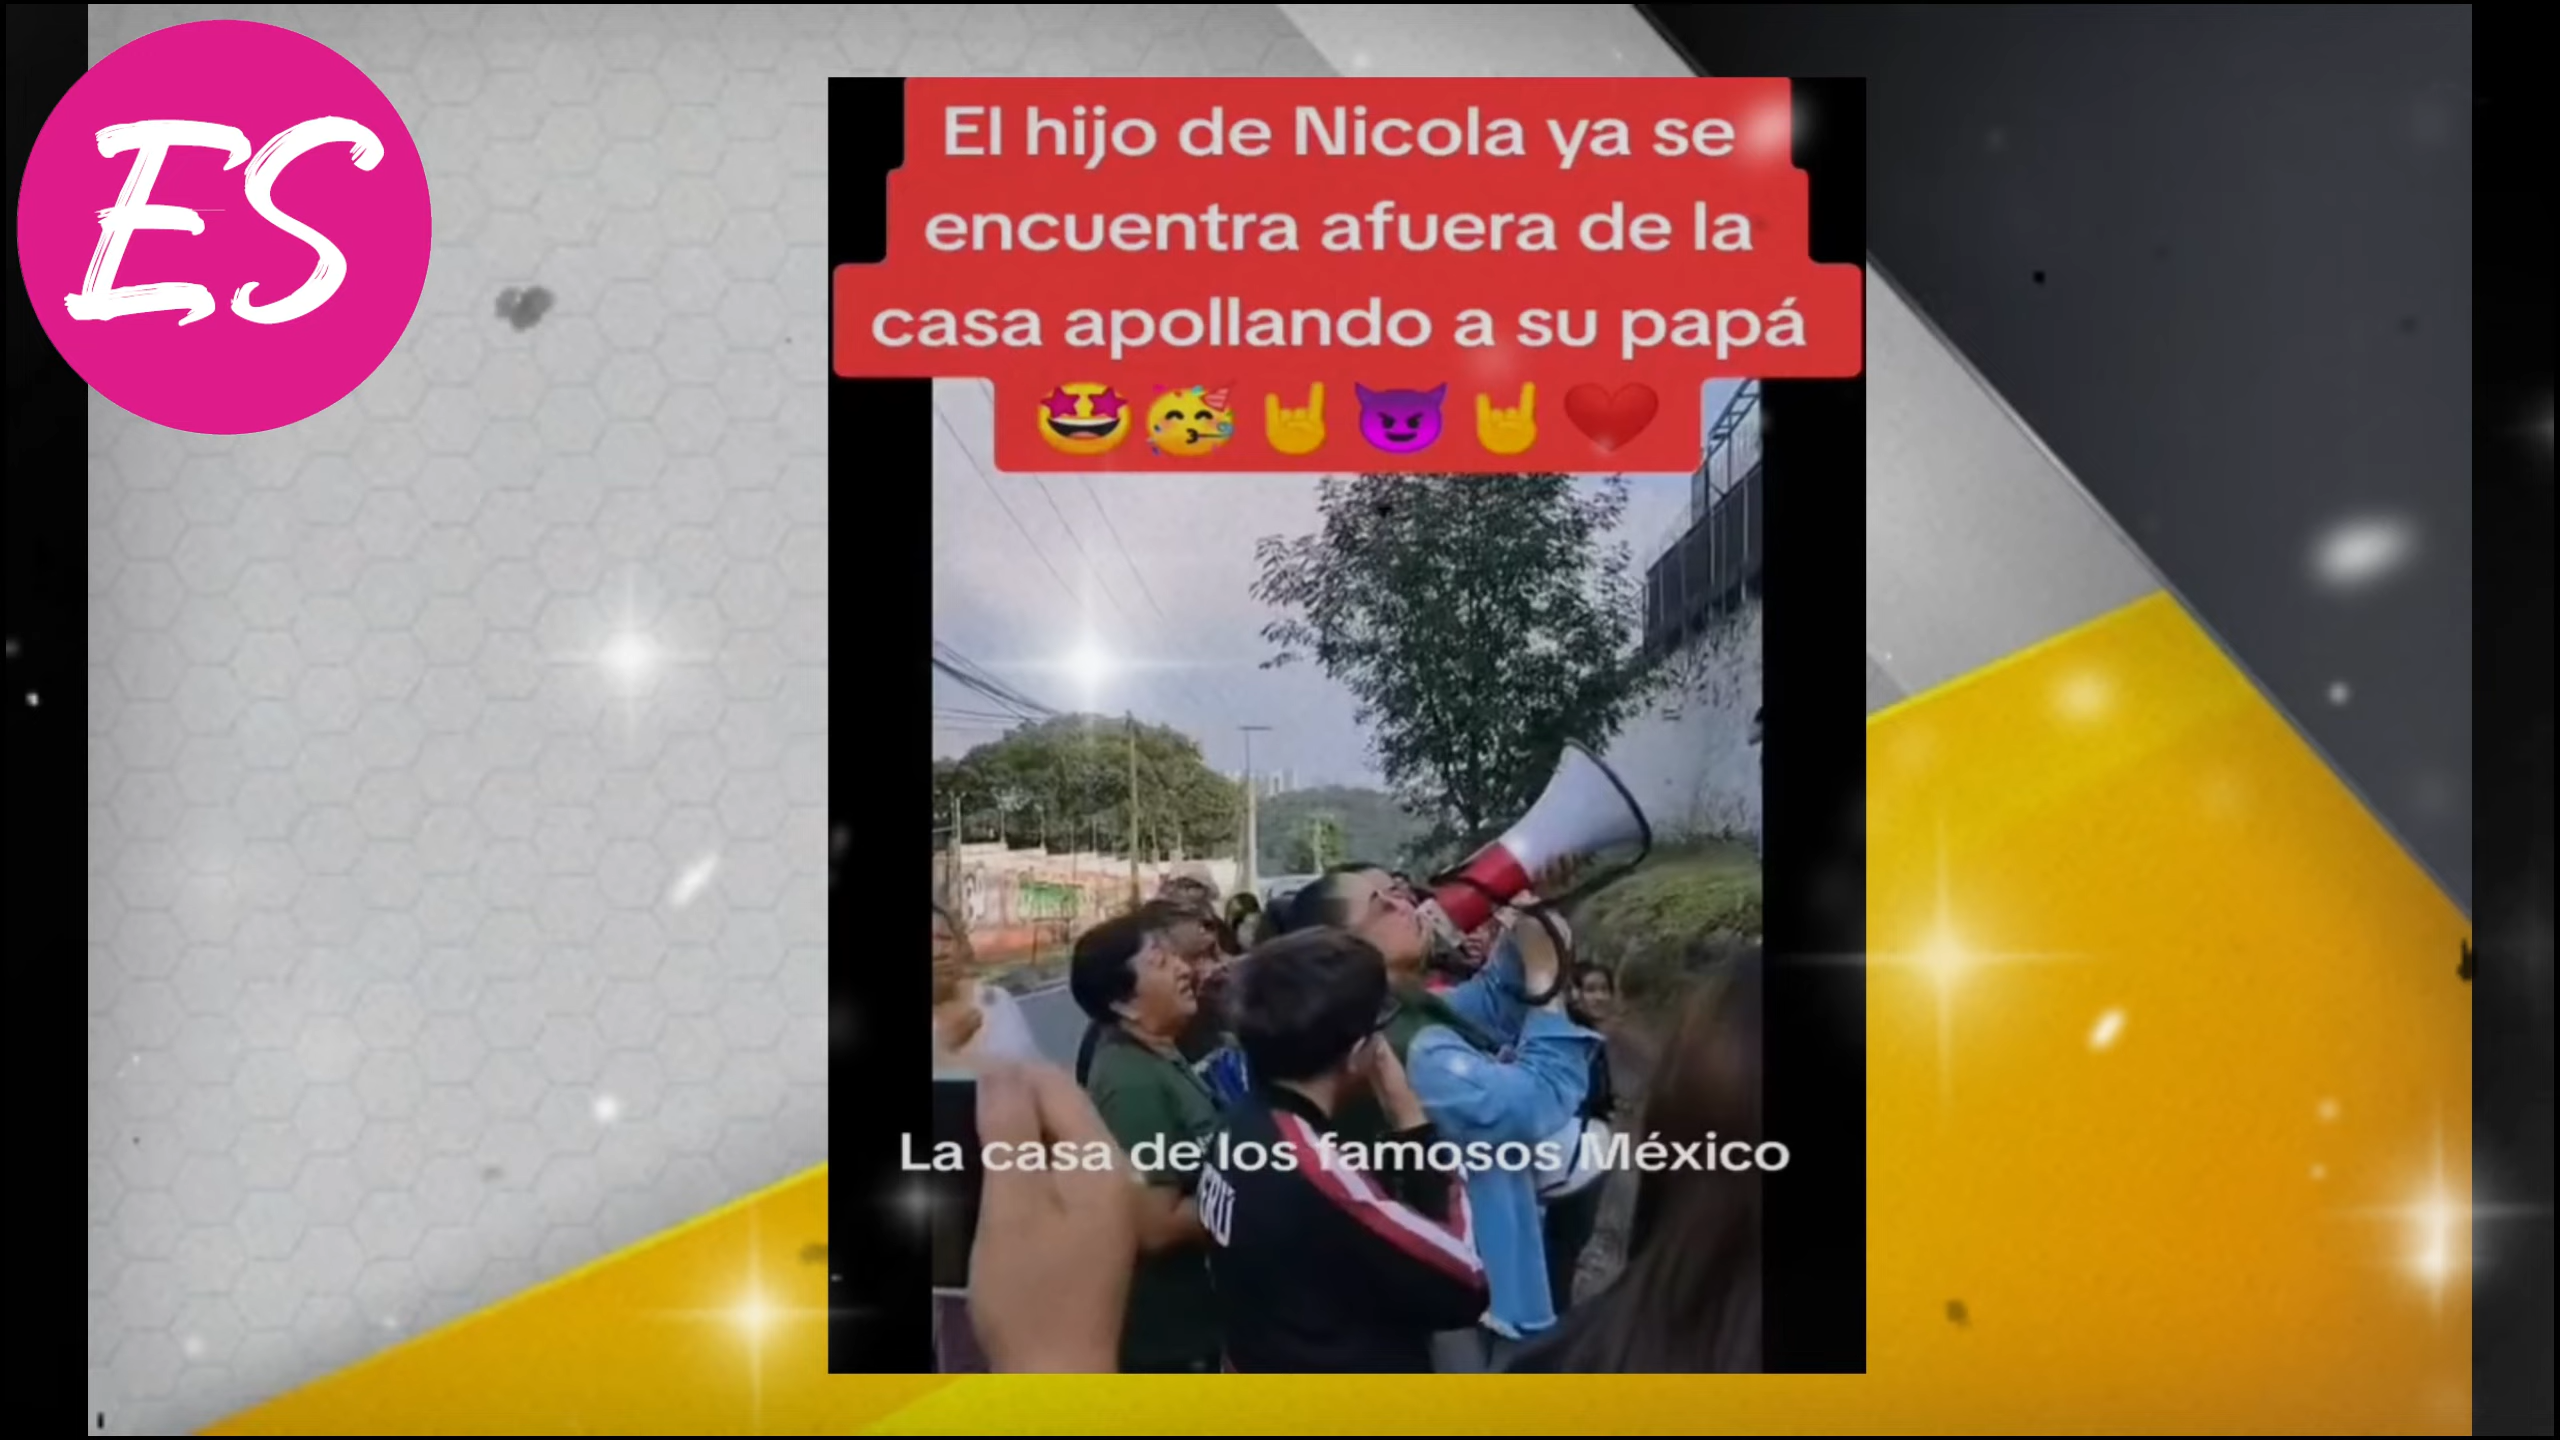 ES
El hijo de Nicola ya se
encuentra afuera de la
casa apollando a su papá
🤩🥳🤘😈🤘❤️
La casa de los famosos México
ERÚ